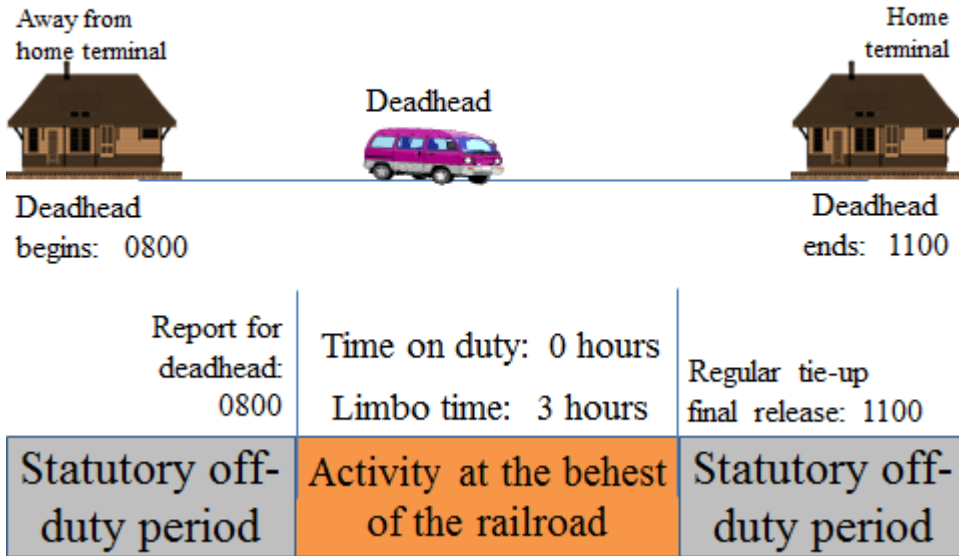 Away from
home terminal
Home
terminal
Deadhead
Deadhead
begins: 0800
Deadhead
ends: 1100
Report for
deadhead:
0800
Time on duty: 0 hours
Limbo time: 3 hours
Regular tie-up
final release: 1100
Statutory off-
duty period
Activity at the behest
of the railroad
Statutory off-
duty period